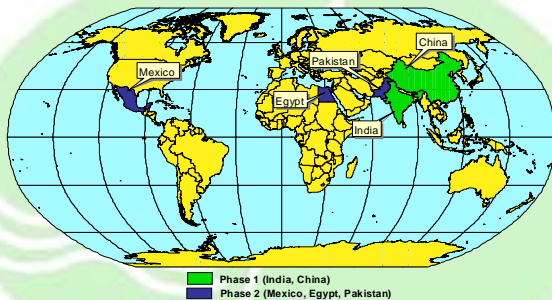 China
Pakistan
Mexico
Egypt
India
Phase 1 (India, China)
Phase 2 (Mexico, Egypt, Pakistan)